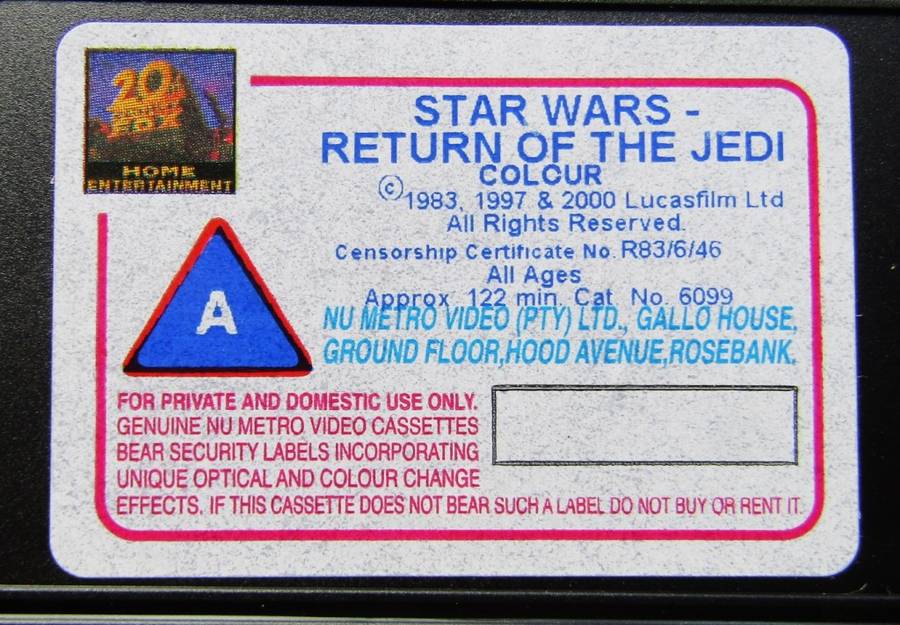 20th
CENTURY
FOX
HOME
ENTERTAINMENT
STAR WARS -
RETURN OF THE JEDI
COLOUR
©1983, 1997 & 2000 Lucasfilm Ltd
All Rights Reserved.
Censorship Certificate No. R83/6/46
All Ages
Approx. 122 min. Cat. No. 6099
NU METRO VIDEO (PTY) LTD., GALLO HOUSE,
GROUND FLOOR,HOOD AVENUE,ROSEBANK.
A
FOR PRIVATE AND DOMESTIC USE ONLY.
GENUINE NU METRO VIDEO CASSETTES
BEAR SECURITY LABELS INCORPORATING
UNIQUE OPTICAL AND COLOUR CHANGE
EFFECTS. IF THIS CASSETTE DOES NOT BEAR SUCH A LABEL DO NOT BUY OR RENT IT.